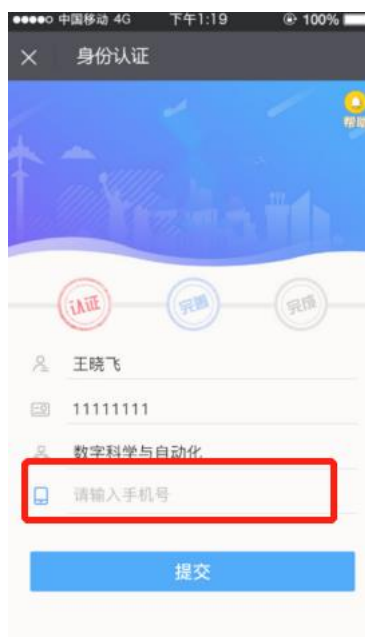 中国移动 4G 下午1:19 100%
身份认证
帮助
认证 完善 完成
王晓飞
11111111
数字科学与自动化
请输入手机号
提交